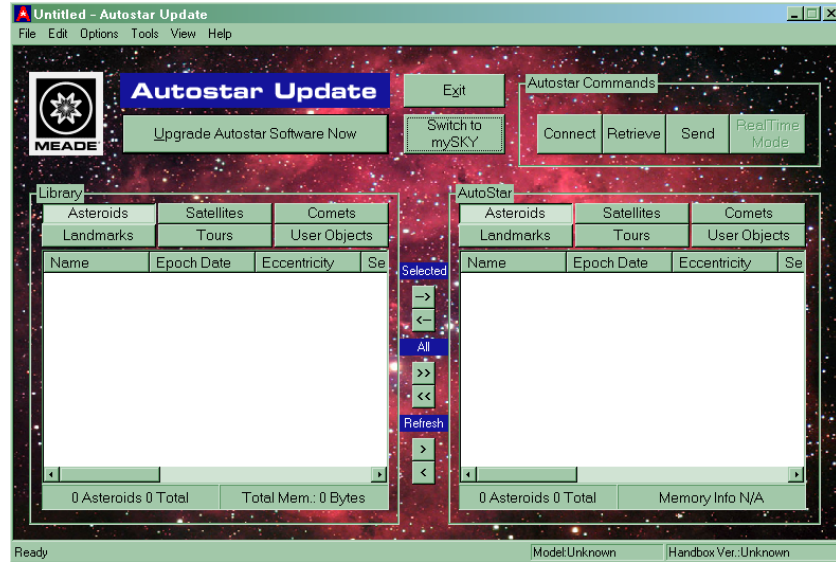 Untitled - Autostar Update
File Edit Options Tools View Help
MEADE
Autostar Update
Upgrade Autostar Software Now
Exit
Switch to
mySKY
Autostar Commands
Connect Retrieve Send RealTime
Mode
Library
Asteroids Satellites Comets
Landmarks Tours User Objects
Name Epoch Date Eccentricity Se
0 Asteroids 0 Total Total Mem.: 0 Bytes
Selected
-->
<--
All
>>
<<
Refresh
>
<
AutoStar
Asteroids Satellites Comets
Landmarks Tours User Objects
Name Epoch Date Eccentricity Se
0 Asteroids 0 Total Memory Info N/A
Ready Model:Unknown Handbox Ver.:Unknown